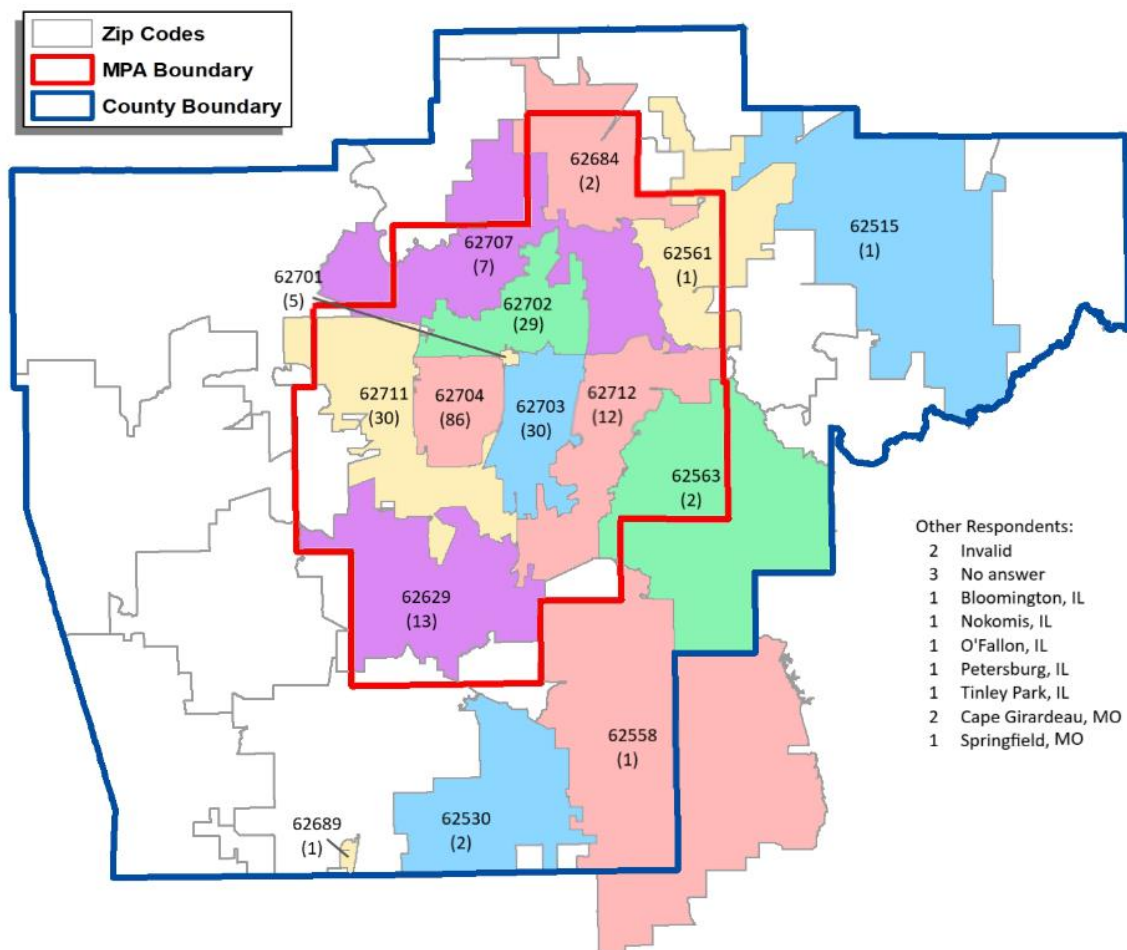 Zip Codes
MPA Boundary
County Boundary
62684
(2)
62707
(7)
62561
(1)
62515
(1)
62701
(5)
62702
(29)
62711
(30)
62704
(86)
62703
(30)
62712
(12)
62563
(2)
62629
(13)
62558
(1)
62530
(2)
62689
(1)
Other Respondents:
2 Invalid
3 No answer
1 Bloomington, IL
1 Nokomis, IL
1 O'Fallon, IL
1 Petersburg, IL
1 Tinley Park, IL
2 Cape Girardeau, MO
1 Springfield, MO